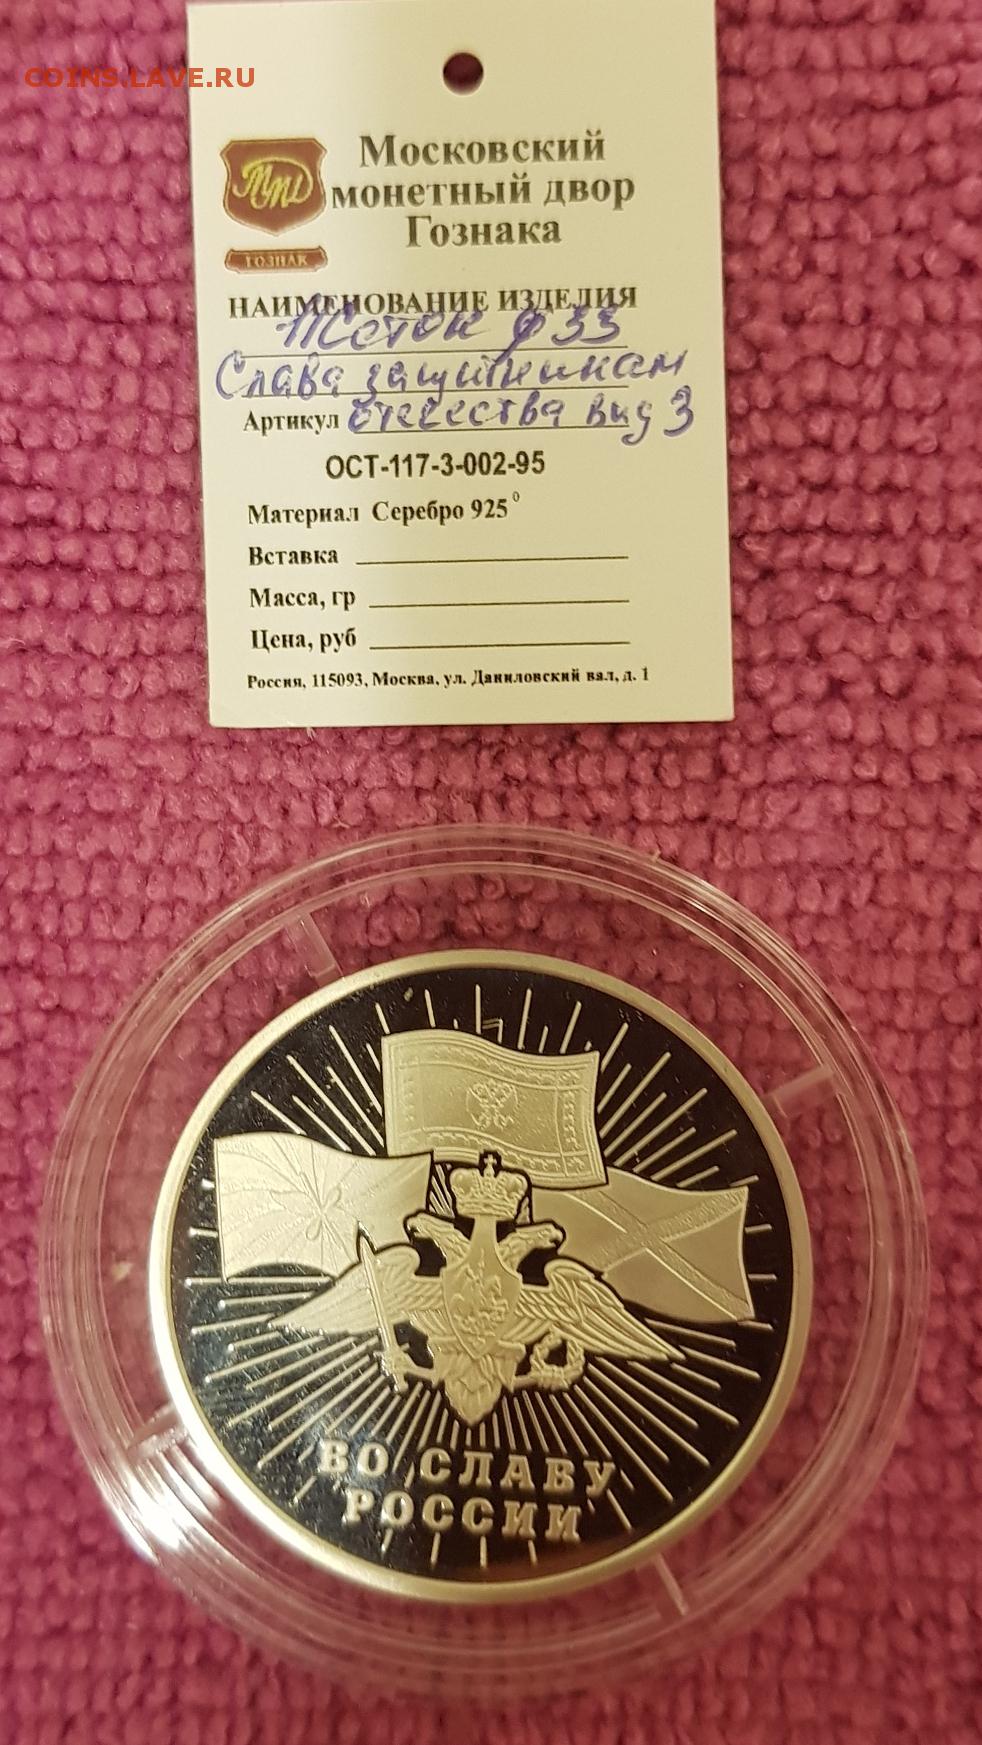 COINS.LAVE.RU
Московский
монетный двор
Гознака
ММД
ГОЗНАК
НАИМЕНОВАНИЕ ИЗДЕЛИЯ
Жетон ф 33
Слава защитникам
Артикул отечества вид 3
ОСТ-117-3-002-95
Материал Серебро 925°
Вставка
Масса, гр
Цена, руб
Россия, 115093, Москва, ул. Даниловский вал, д. 1
ВО СЛАВУ
РОССИИ